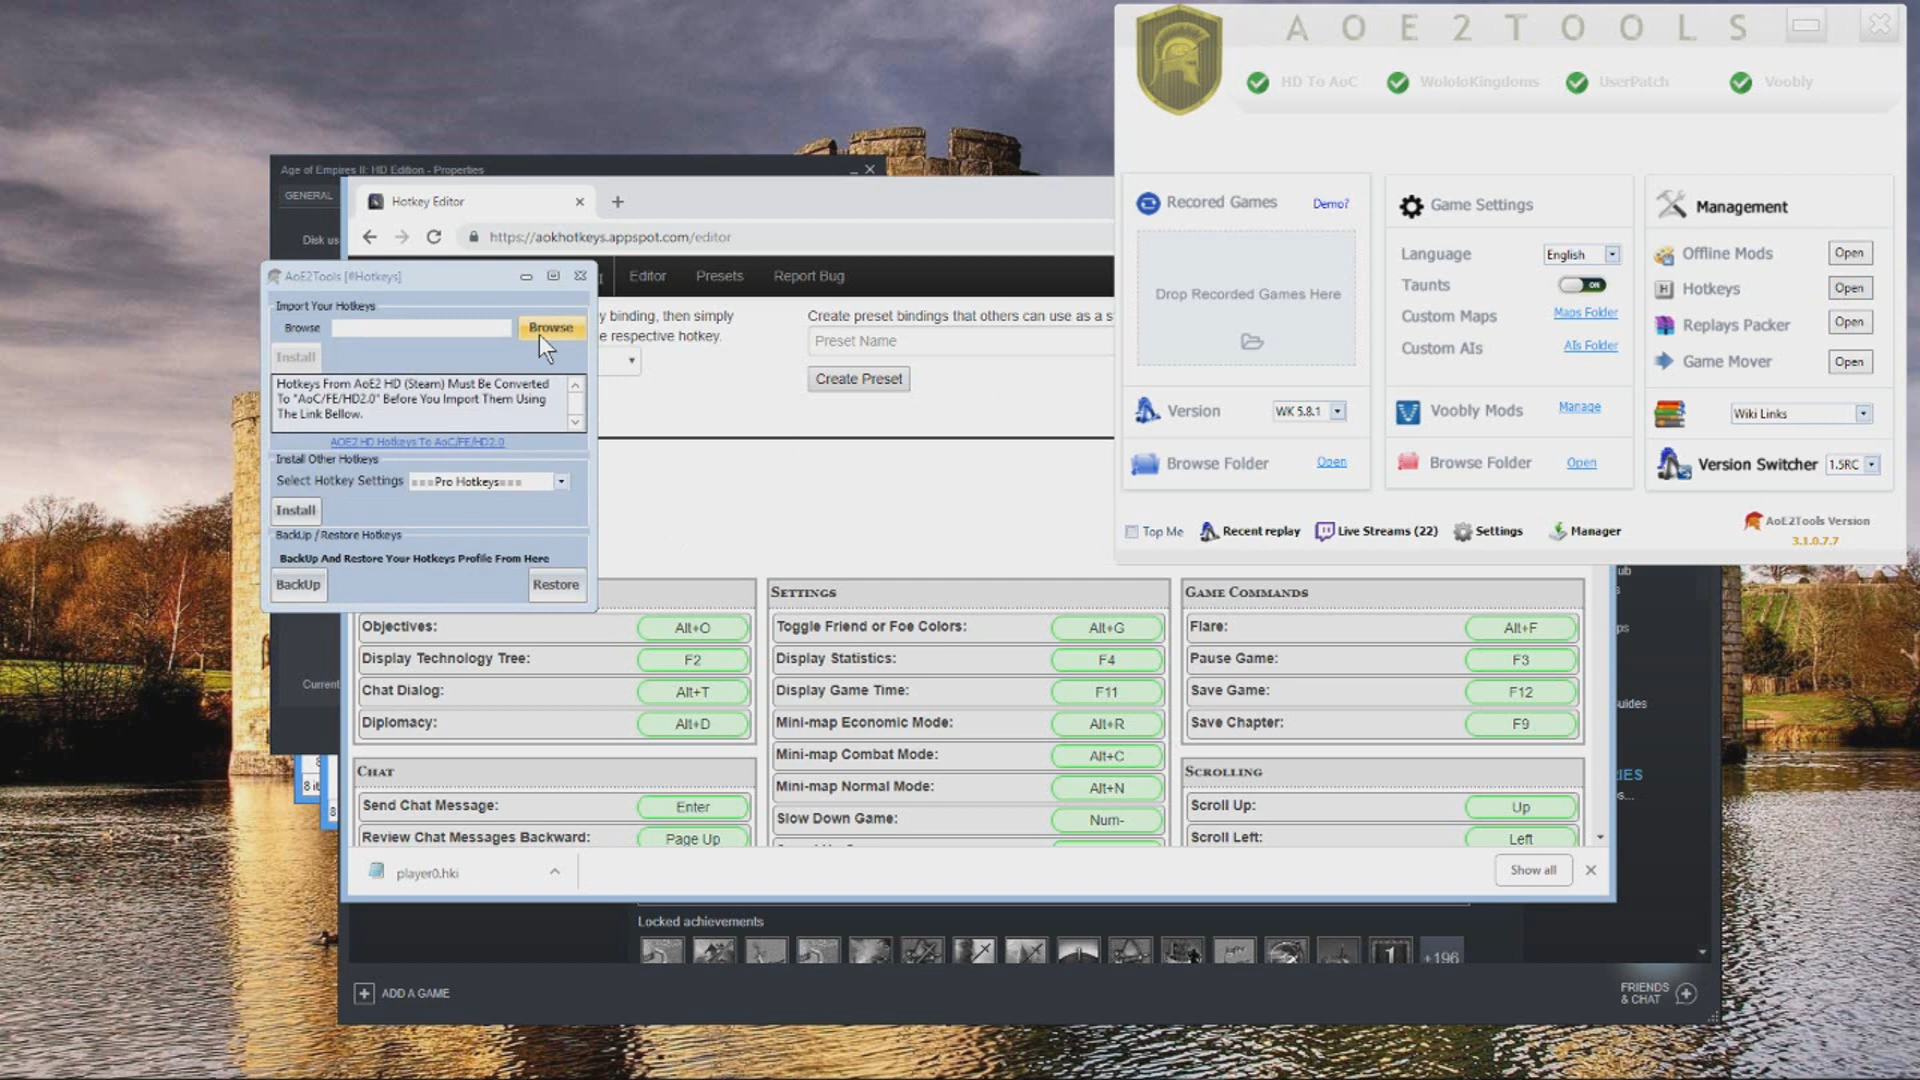 AOE2TOOLS
HD To AoC
WololoKingdoms
UserPatch
Voobly
Age of Empires II: HD Edition - Properties
GENERAL
Disk us
Current
Hotkey Editor
https://aokhotkeys.appspot.com/editor
Editor
Presets
Report Bug
y binding, then simply
e respective hotkey.
Create preset bindings that others can use as a s
Preset Name
Create Preset
AoE2Tools [#Hotkeys]
Import Your Hotkeys
Browse
Browse
Install
Hotkeys From AoE2 HD (Steam) Must Be Converted
To "AoC/FE/HD2.0" Before You Import Them Using
The Link Bellow.
AOE2 HD Hotkeys To AoC/FE/HD2.0
Install Other Hotkeys
Select Hotkey Settings
===Pro Hotkeys===
Install
BackUp / Restore Hotkeys
BackUp And Restore Your Hotkeys Profile From Here
BackUp
Restore
Recored Games
Demo?
Drop Recorded Games Here
Version
WK 5.8.1
Browse Folder
Open
Game Settings
Language
English
Taunts
ON
Custom Maps
Maps Folder
Custom AIs
AIs Folder
Voobly Mods
Manage
Browse Folder
Open
Management
Offline Mods
Open
Hotkeys
Open
Replays Packer
Open
Game Mover
Open
Wiki Links
Version Switcher
1.5RC
Top Me
Recent replay
Live Streams (22)
Settings
Manager
AoE2Tools Version
3.1.0.7.7
Objectives:
Alt+O
Display Technology Tree:
F2
Chat Dialog:
Alt+T
Diplomacy:
Alt+D
CHAT
Send Chat Message:
Enter
Review Chat Messages Backward:
Page Up
SETTINGS
Toggle Friend or Foe Colors:
Alt+G
Display Statistics:
F4
Display Game Time:
F11
Mini-map Economic Mode:
Alt+R
Mini-map Combat Mode:
Alt+C
Mini-map Normal Mode:
Alt+N
Slow Down Game:
Num-
GAME COMMANDS
Flare:
Alt+F
Pause Game:
F3
Save Game:
F12
Save Chapter:
F9
SCROLLING
Scroll Up:
Up
Scroll Left:
Left
ub
ps
uides
IES
8 it
8
player0.hki
Show all
Locked achievements
+196
ADD A GAME
FRIENDS
& CHAT